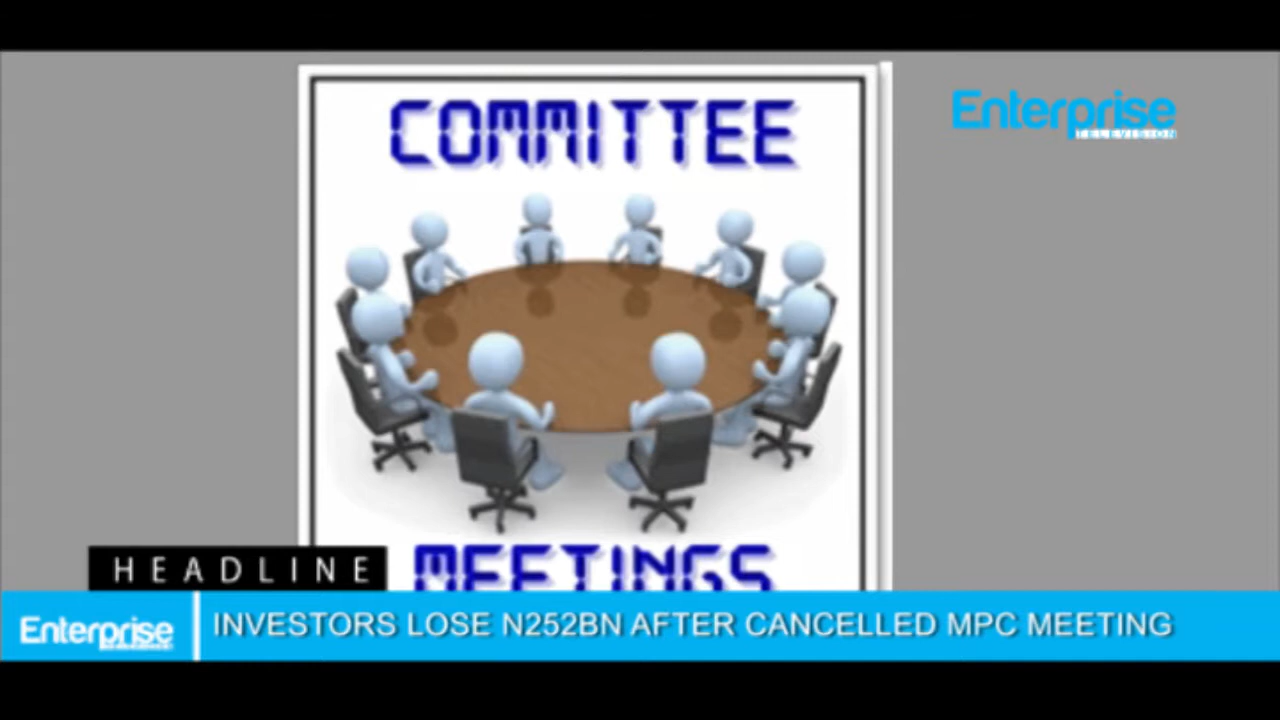 COMMITTEE
Enterprise
TELEVISION
MEETINGS
HEADLINE
Enterprise
INVESTORS LOSE N252BN AFTER CANCELLED MPC MEETING